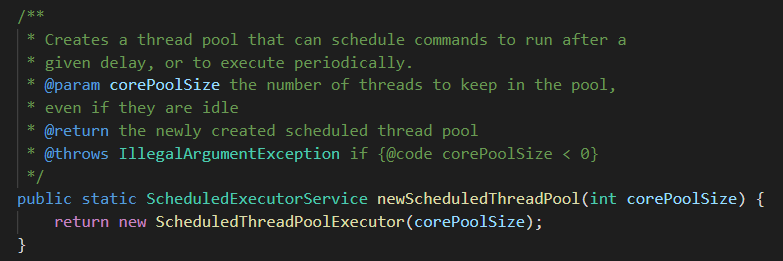 /**
 * Creates a thread pool that can schedule commands to run after a
 * given delay, or to execute periodically.
 * @param corePoolSize the number of threads to keep in the pool,
 * even if they are idle
 * @return the newly created scheduled thread pool
 * @throws IllegalArgumentException if {@code corePoolSize < 0}
 */
public static ScheduledExecutorService newScheduledThreadPool(int corePoolSize) {
    return new ScheduledThreadPoolExecutor(corePoolSize);
}